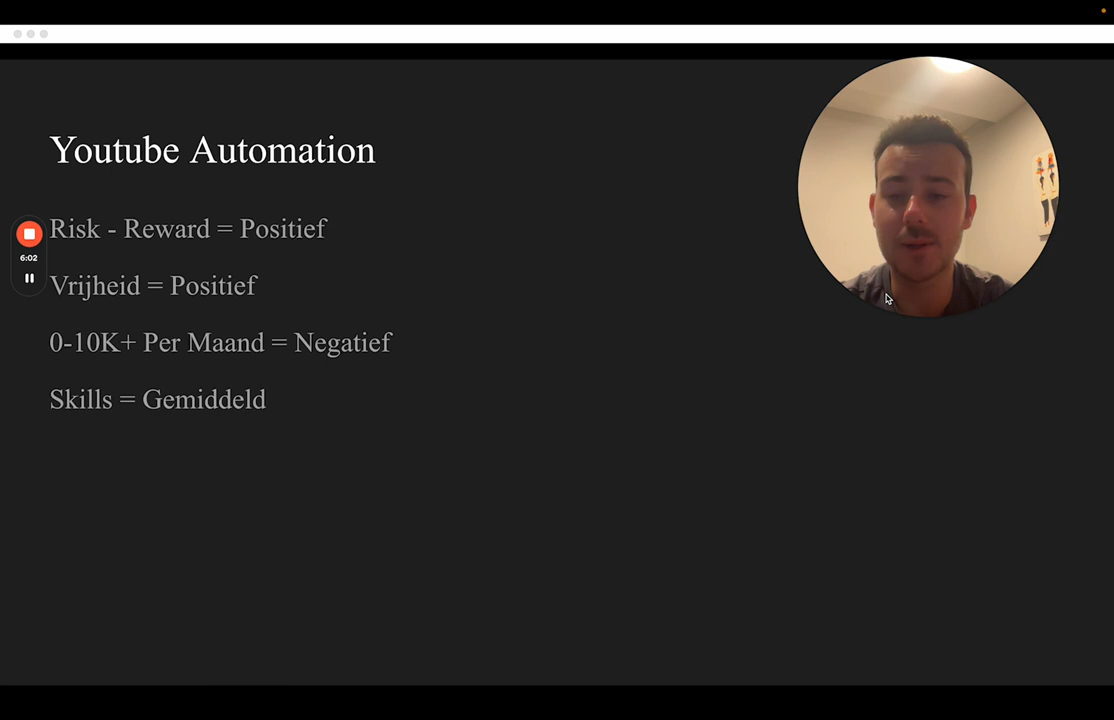 Youtube Automation
Risk - Reward = Positief
6:02
Vrijheid = Positief
0-10K+ Per Maand = Negatief
Skills = Gemiddeld